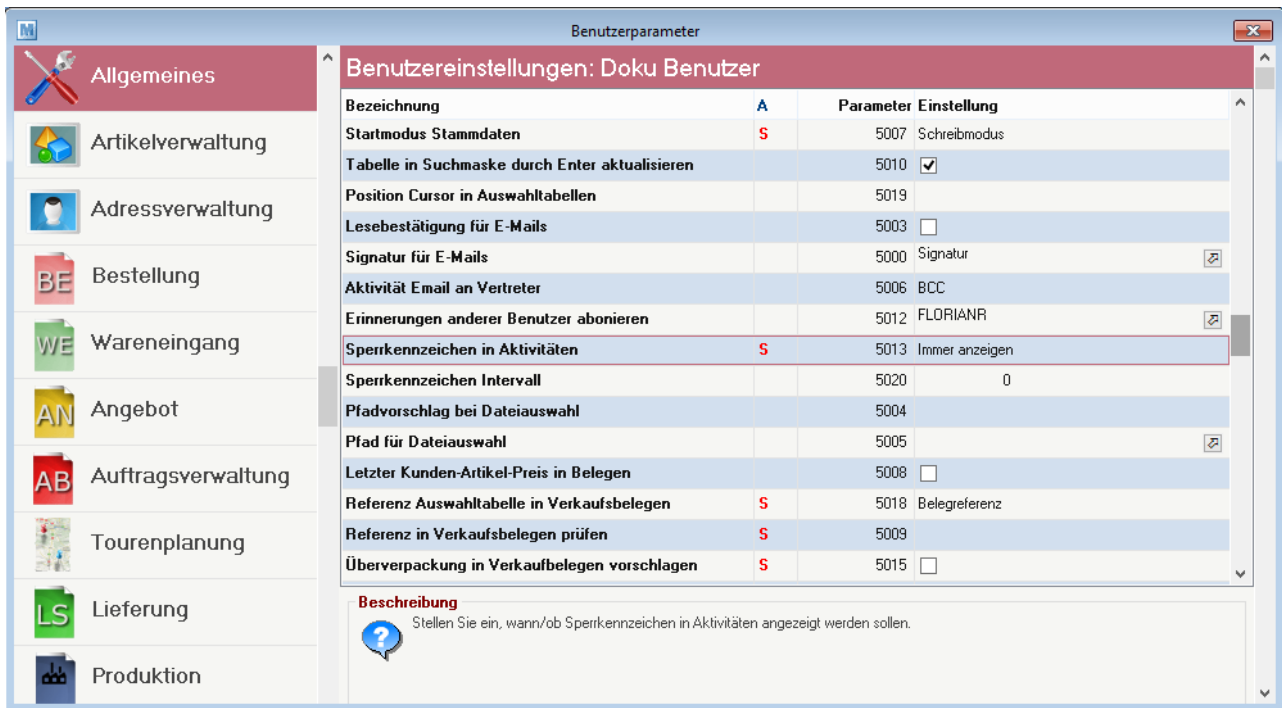 Benutzerparameter
Allgemeines
Artikelverwaltung
Adressverwaltung
BE Bestellung
WE Wareneingang
AN Angebot
AB Auftragsverwaltung
Tourenplanung
LS Lieferung
Produktion
Benutzereinstellungen: Doku Benutzer
Bezeichnung A Parameter Einstellung
Startmodus Stammdaten S 5007 Schreibmodus
Tabelle in Suchmaske durch Enter aktualisieren 5010
Position Cursor in Auswahltabellen 5019
Lesebestätigung für E-Mails 5003
Signatur für E-Mails 5000 Signatur
Aktivität Email an Vertreter 5006 BCC
Erinnerungen anderer Benutzer abonieren 5012 FLORIANR
Sperrkennzeichen in Aktivitäten S 5013 Immer anzeigen
Sperrkennzeichen Intervall 5020 0
Pfadvorschlag bei Dateiauswahl 5004
Pfad für Dateiauswahl 5005
Letzter Kunden-Artikel-Preis in Belegen 5008
Referenz Auswahltabelle in Verkaufsbelegen S 5018 Belegreferenz
Referenz in Verkaufsbelegen prüfen S 5009
Überverpackung in Verkaufbelegen vorschlagen S 5015
Beschreibung
Stellen Sie ein, wann/ob Sperrkennzeichen in Aktivitäten angezeigt werden sollen.